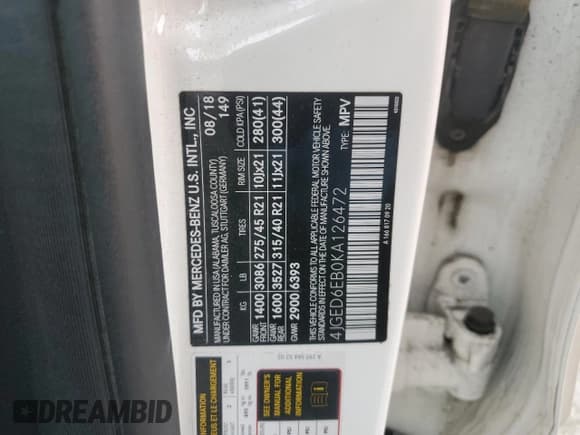 MFD BY MERCEDES-BENZ U.S. INTL., INC
MANUFACTURED IN USA (ALABAMA, TUSCALOOSA COUNTY)
UNDER CONTRACT FOR DAIMLER AG, STUTTGART (GERMANY)
08/18
149
KG LB TIRES RIM SIZE COLD KPA(PSI)
GAWR FRONT 1400 3086 275/45 R21 10Jx21 280(41)
GAWR REAR 1600 3527 315/40 R21 11Jx21 300(44)
GVWR 2900 6393
THIS VEHICLE CONFORMS TO ALL APPLICABLE FEDERAL MOTOR VEHICLE SAFETY
STANDARDS IN EFFECT ON THE DATE OF MANUFACTURE SHOWN ABOVE.
4JGED6EB0KA126472
TYPE: MPV
A 166 817 09 20
SEE OWNER'S
MANUAL FOR
ADDITIONAL
INFORMATION
INFORMATION
ET LE CHARGEMENT
DREAMBID